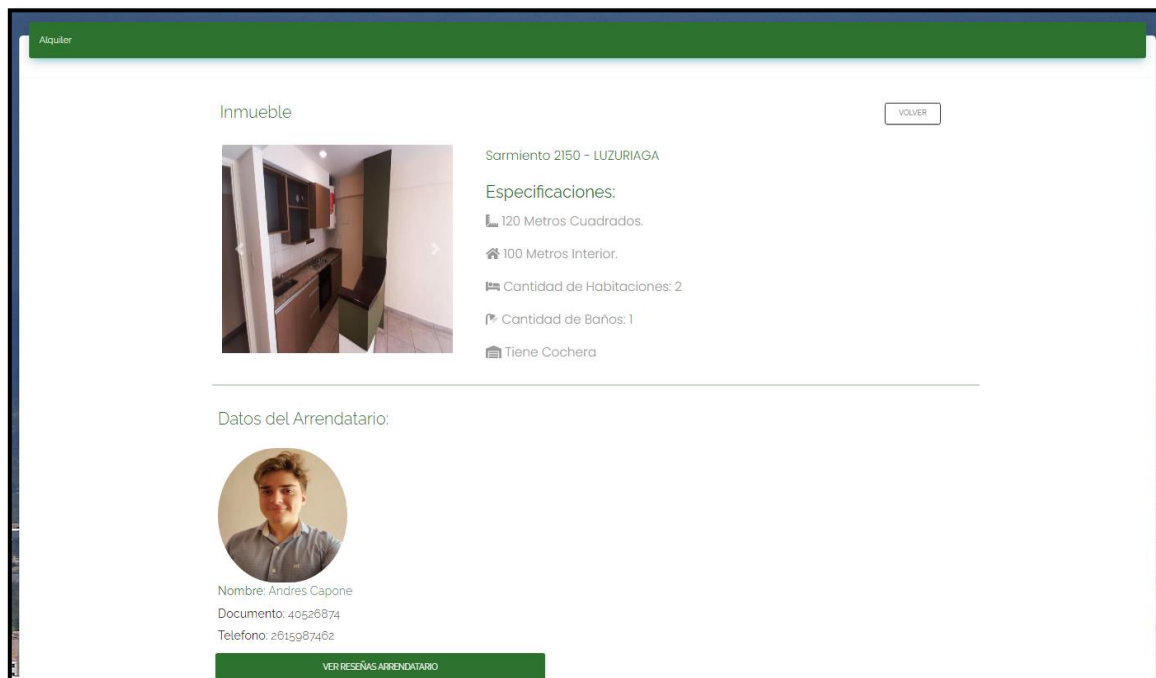 Alquiler
Inmueble
VOLVER
Sarmiento 2150 - LUZURIAGA
Especificaciones:
120 Metros Cuadrados.
100 Metros Interior.
Cantidad de Habitaciones: 2
Cantidad de Baños: 1
Tiene Cochera
Datos del Arrendatario:
Nombre: Andres Capone
Documento: 40526874
Telefono: 2615987462
VER RESEÑAS ARRENDATARIO